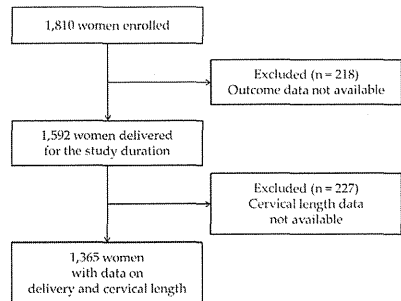 1,810 women enrolled
Excluded (n = 218)
Outcome data not available
1,592 women delivered
for the study duration
Excluded (n = 227)
Cervical length data
not available
1,365 women
with data on
delivery and cervical length